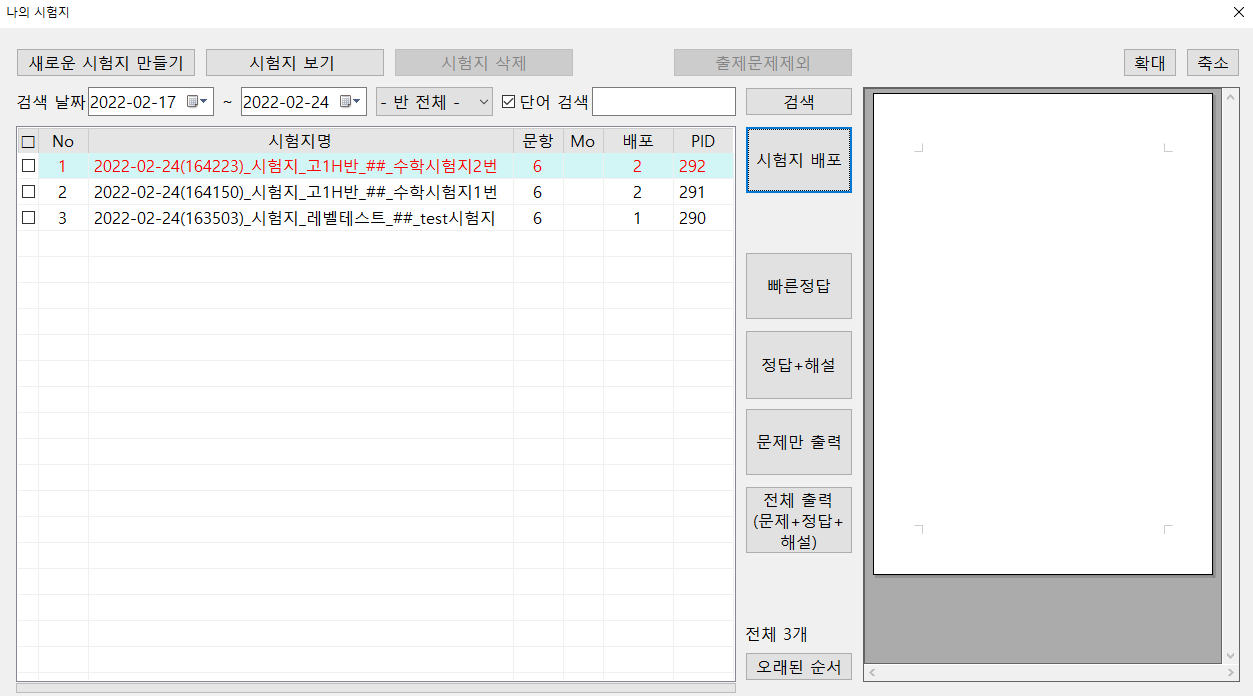 나의 시험지
새로운 시험지 만들기 시험지 보기 시험지 삭제 출제문제제외 확대 축소
검색 날짜 2022-02-17 ~ 2022-02-24 - 반 전체 - 단어 검색 검색
No 시험지명 문항 Mo 배포 PID
1 2022-02-24(164223)_시험지_고1H반_##_수학시험지2번 6 2 292
2 2022-02-24(164150)_시험지_고1H반_##_수학시험지1번 6 2 291
3 2022-02-24(163503)_시험지_레벨테스트_##_test시험지 6 1 290
시험지 배포
빠른정답
정답+해설
문제만 출력
전체 출력
(문제+정답+
해설)
전체 3개
오래된 순서